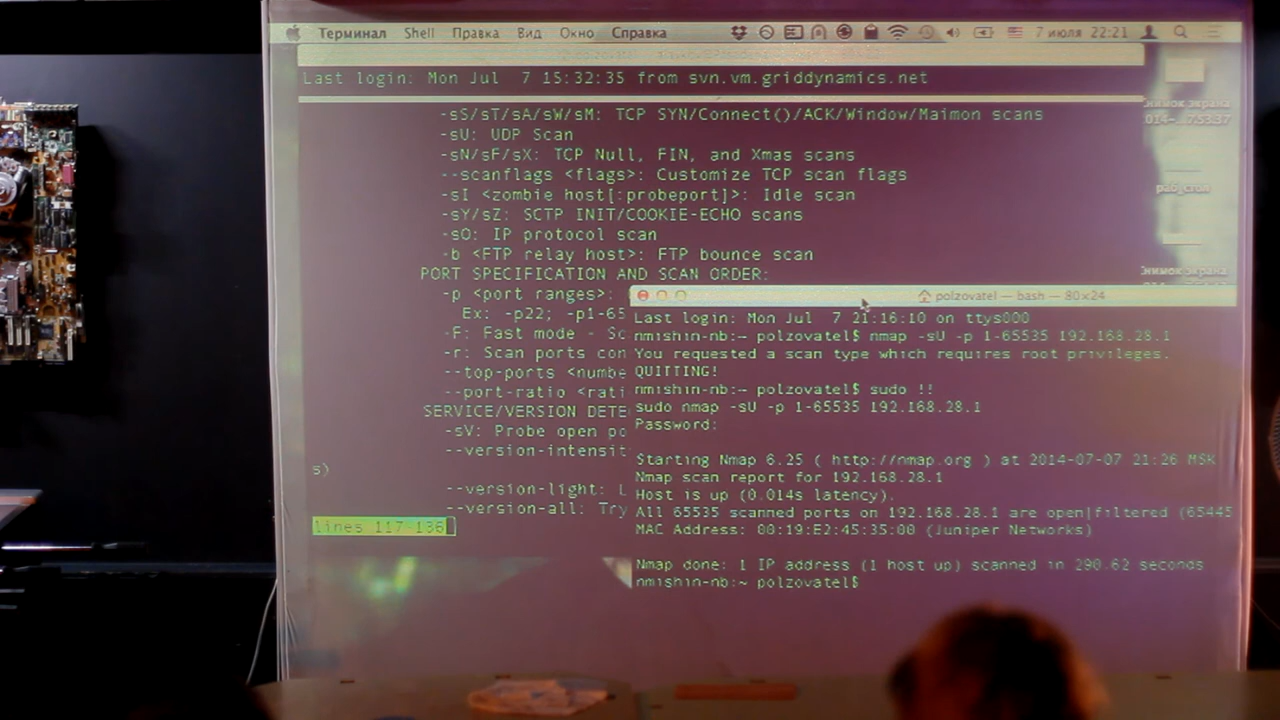 Терминал Shell Правка Вид Окно Справка 7 июля 22:21
Last login: Mon Jul 7 15:32:35 from svn.vm.griddynamics.net
-sS/sT/sA/sW/sM: TCP SYN/Connect()/ACK/Window/Maimon scans
-sU: UDP Scan
-sN/sF/sX: TCP Null, FIN, and Xmas scans
--scanflags <flags>: Customize TCP scan flags
-sI <zombie host[:probeport]>: Idle scan
-sY/sZ: SCTP INIT/COOKIE-ECHO scans
-sO: IP protocol scan
-b <FTP relay host>: FTP bounce scan
PORT SPECIFICATION AND SCAN ORDER:
-p <port ranges>:
Ex: -p22; -p1-65
-F: Fast mode - Sc
-r: Scan ports con
--top-ports <numbe
--port-ratio <rati
SERVICE/VERSION DETE
-sV: Probe open po
--version-intensit
s)
--version-light: L
--version-all: Try
lines 117-136
polzovatel — bash — 80×24
Last login: Mon Jul 7 21:16:10 on ttys000
nmishin-nb:~ polzovatel$ nmap -sU -p 1-65535 192.168.28.1
You requested a scan type which requires root privileges.
QUITTING!
nmishin-nb:~ polzovatel$ sudo !!
sudo nmap -sU -p 1-65535 192.168.28.1
Password:
Starting Nmap 6.25 ( http://nmap.org ) at 2014-07-07 21:26 MSK
Nmap scan report for 192.168.28.1
Host is up (0.014s latency).
All 65535 scanned ports on 192.168.28.1 are open|filtered (65445
MAC Address: 00:19:E2:45:35:00 (Juniper Networks)
Nmap done: 1 IP address (1 host up) scanned in 290.62 seconds
nmishin-nb:~ polzovatel$
нимок экрана
014-...7.53.37
раб_стол
нимок экрана